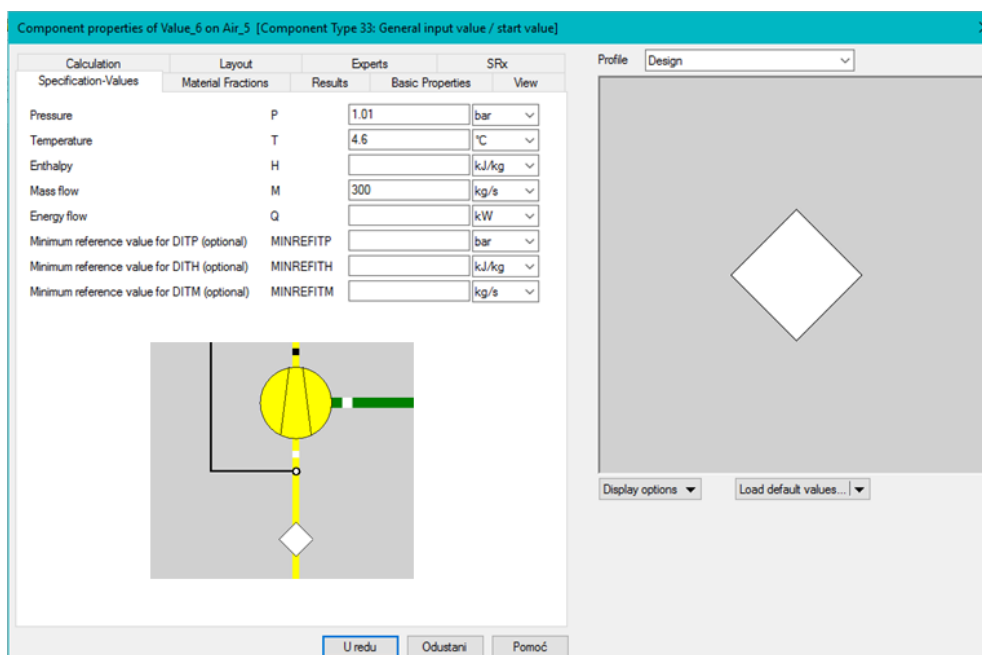 Component properties of Value_6 on Air_5 [Component Type 33: General input value / start value]
Calculation Layout Experts SRx
Specification-Values Material Fractions Results Basic Properties View
Profile Design
Pressure P 1.01 bar
Temperature T 4.6 °C
Enthalpy H kJ/kg
Mass flow M 300 kg/s
Energy flow Q kW
Minimum reference value for DITP (optional) MINREFITP bar
Minimum reference value for DITH (optional) MINREFITH kJ/kg
Minimum reference value for DITM (optional) MINREFITM kg/s
Display options Load default values...
U redu Odustani Pomoć